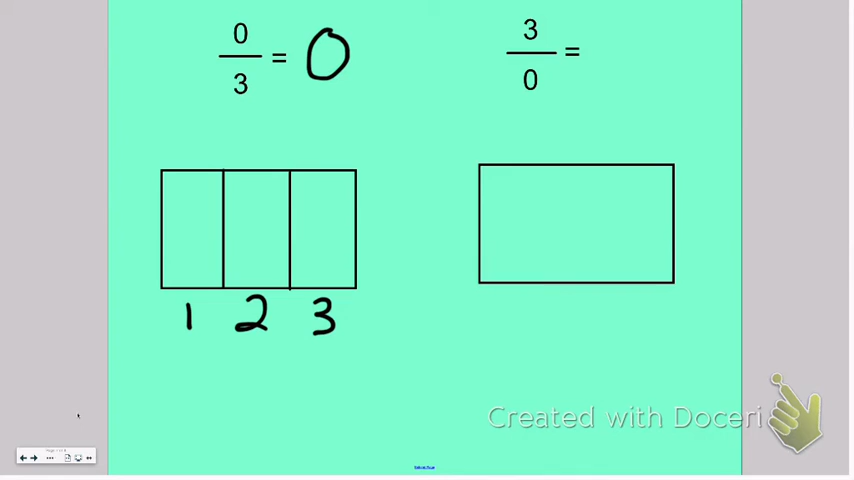 0/3 = 0
3/0 =
1 2 3
Created with Doceri